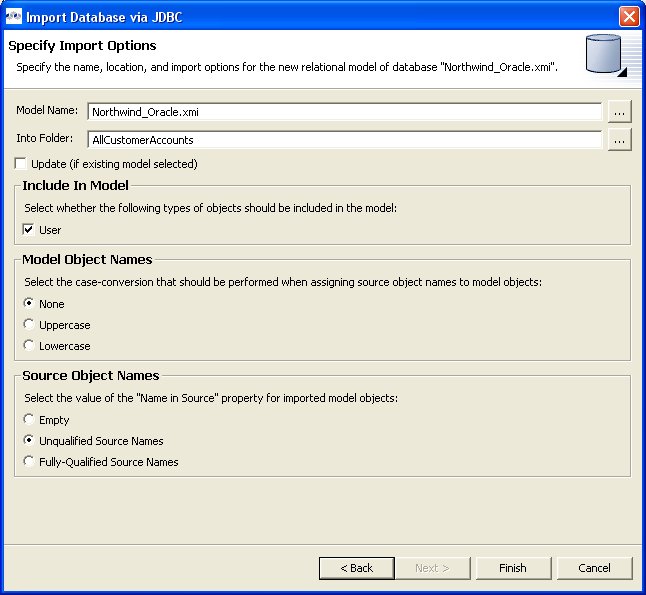 Import Database via JDBC
Specify Import Options
Specify the name, location, and import options for the new relational model of database "Northwind_Oracle.xmi".
Model Name: Northwind_Oracle.xmi ...
Into Folder: AllCustomerAccounts ...
Update (if existing model selected)
Include In Model
Select whether the following types of objects should be included in the model:
User
Model Object Names
Select the case-conversion that should be performed when assigning source object names to model objects:
None
Uppercase
Lowercase
Source Object Names
Select the value of the "Name in Source" property for imported model objects:
Empty
Unqualified Source Names
Fully-Qualified Source Names
< Back Next > Finish Cancel